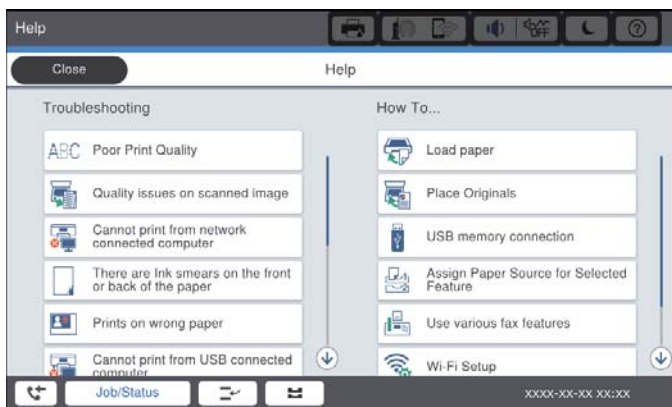 Help
OFF
Close
Help
Troubleshooting
ABC Poor Print Quality
Quality issues on scanned image
Cannot print from network
connected computer
There are Ink smears on the front
or back of the paper
Prints on wrong paper
Cannot print from USB connected
computer
How To...
Load paper
Place Originals
USB memory connection
Assign Paper Source for Selected
Feature
Use various fax features
Wi-Fi Setup
Job/Status
XXXX-XX-XX XX:XX